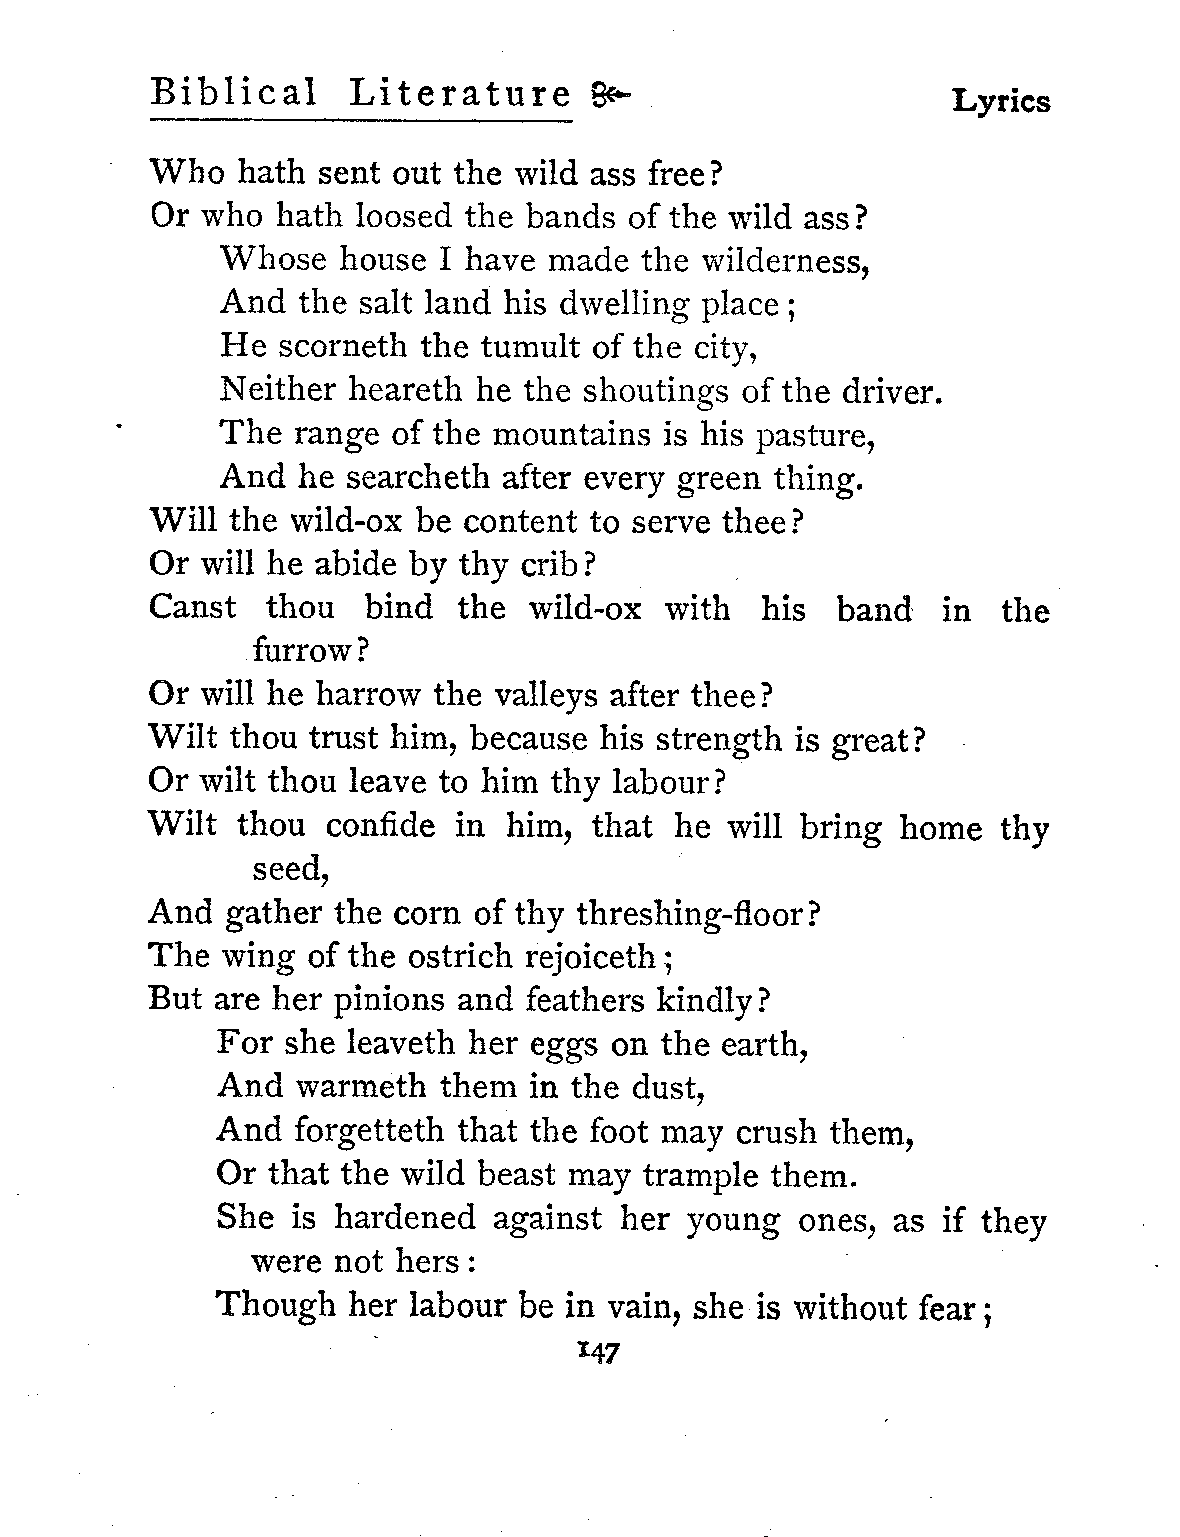 Biblical Literature Lyrics
Who hath sent out the wild ass free?
Or who hath loosed the bands of the wild ass?
Whose house I have made the wilderness,
And the salt land his dwelling place;
He scorneth the tumult of the city,
Neither heareth he the shoutings of the driver.
The range of the mountains is his pasture,
And he searcheth after every green thing.
Will the wild-ox be content to serve thee?
Or will he abide by thy crib?
Canst thou bind the wild-ox with his band in the
furrow?
Or will he harrow the valleys after thee?
Wilt thou trust him, because his strength is great?
Or wilt thou leave to him thy labour?
Wilt thou confide in him, that he will bring home thy
seed,
And gather the corn of thy threshing-floor?
The wing of the ostrich rejoiceth;
But are her pinions and feathers kindly?
For she leaveth her eggs on the earth,
And warmeth them in the dust,
And forgetteth that the foot may crush them,
Or that the wild beast may trample them.
She is hardened against her young ones, as if they
were not hers:
Though her labour be in vain, she is without fear;
147